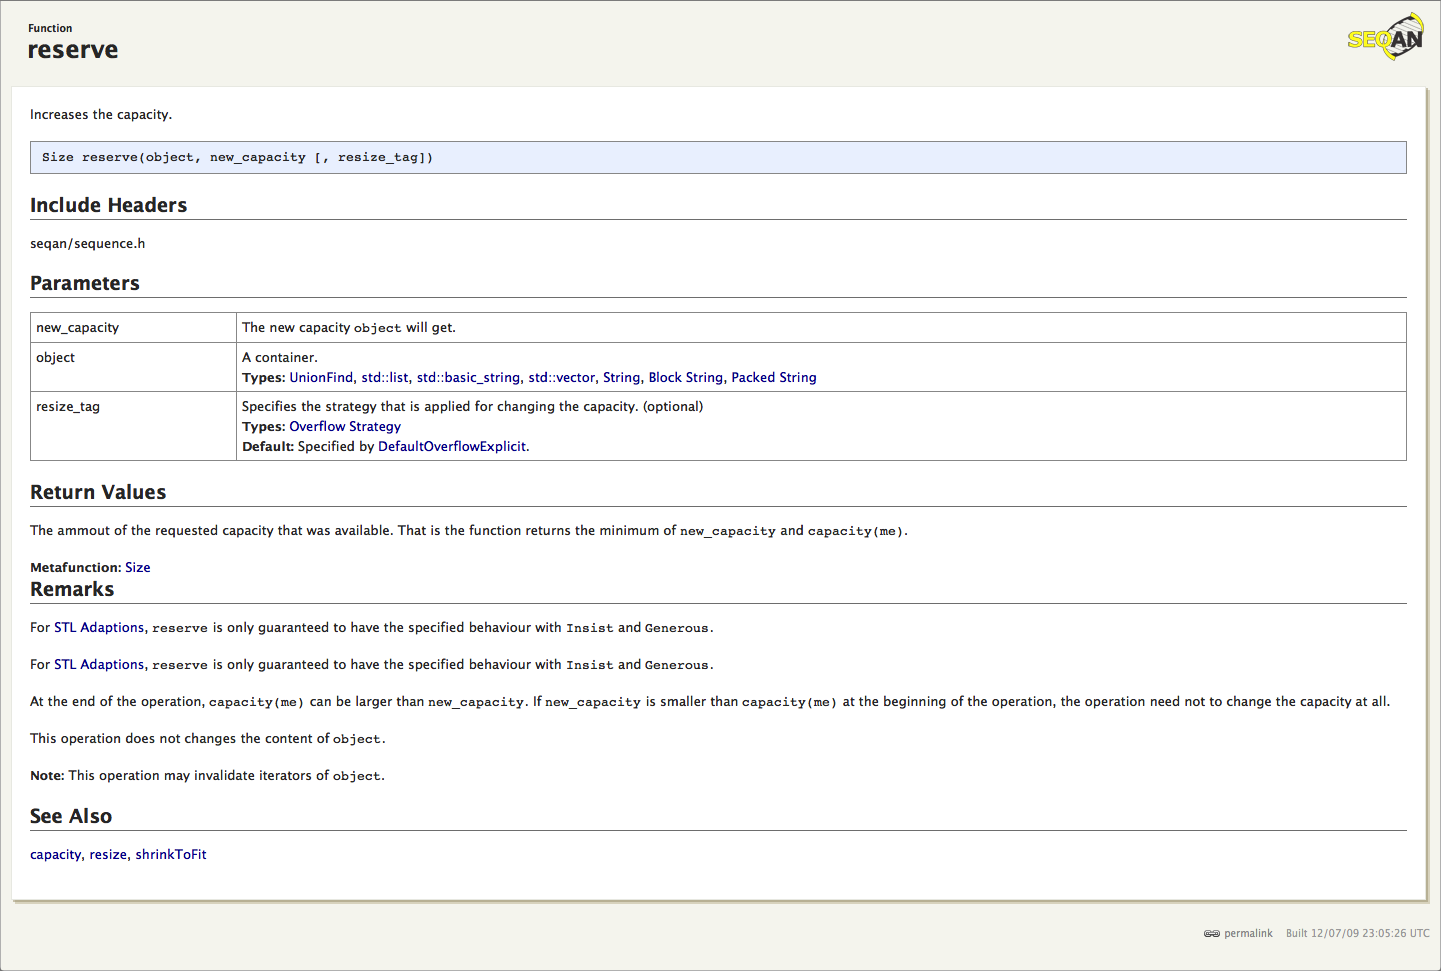 Function
reserve
SEQAN
Increases the capacity.
Size reserve(object, new_capacity [, resize_tag])
Include Headers
seqan/sequence.h
Parameters
new_capacity The new capacity object will get.
object A container.
Types: UnionFind, std::list, std::basic_string, std::vector, String, Block String, Packed String
resize_tag Specifies the strategy that is applied for changing the capacity. (optional)
Types: Overflow Strategy
Default: Specified by DefaultOverflowExplicit.
Return Values
The ammout of the requested capacity that was available. That is the function returns the minimum of new_capacity and capacity(me).
Metafunction: Size
Remarks
For STL Adaptions, reserve is only guaranteed to have the specified behaviour with Insist and Generous.
For STL Adaptions, reserve is only guaranteed to have the specified behaviour with Insist and Generous.
At the end of the operation, capacity(me) can be larger than new_capacity. If new_capacity is smaller than capacity(me) at the beginning of the operation, the operation need not to change the capacity at all.
This operation does not changes the content of object.
Note: This operation may invalidate iterators of object.
See Also
capacity, resize, shrinkToFit
permalink Built 12/07/09 23:05:26 UTC